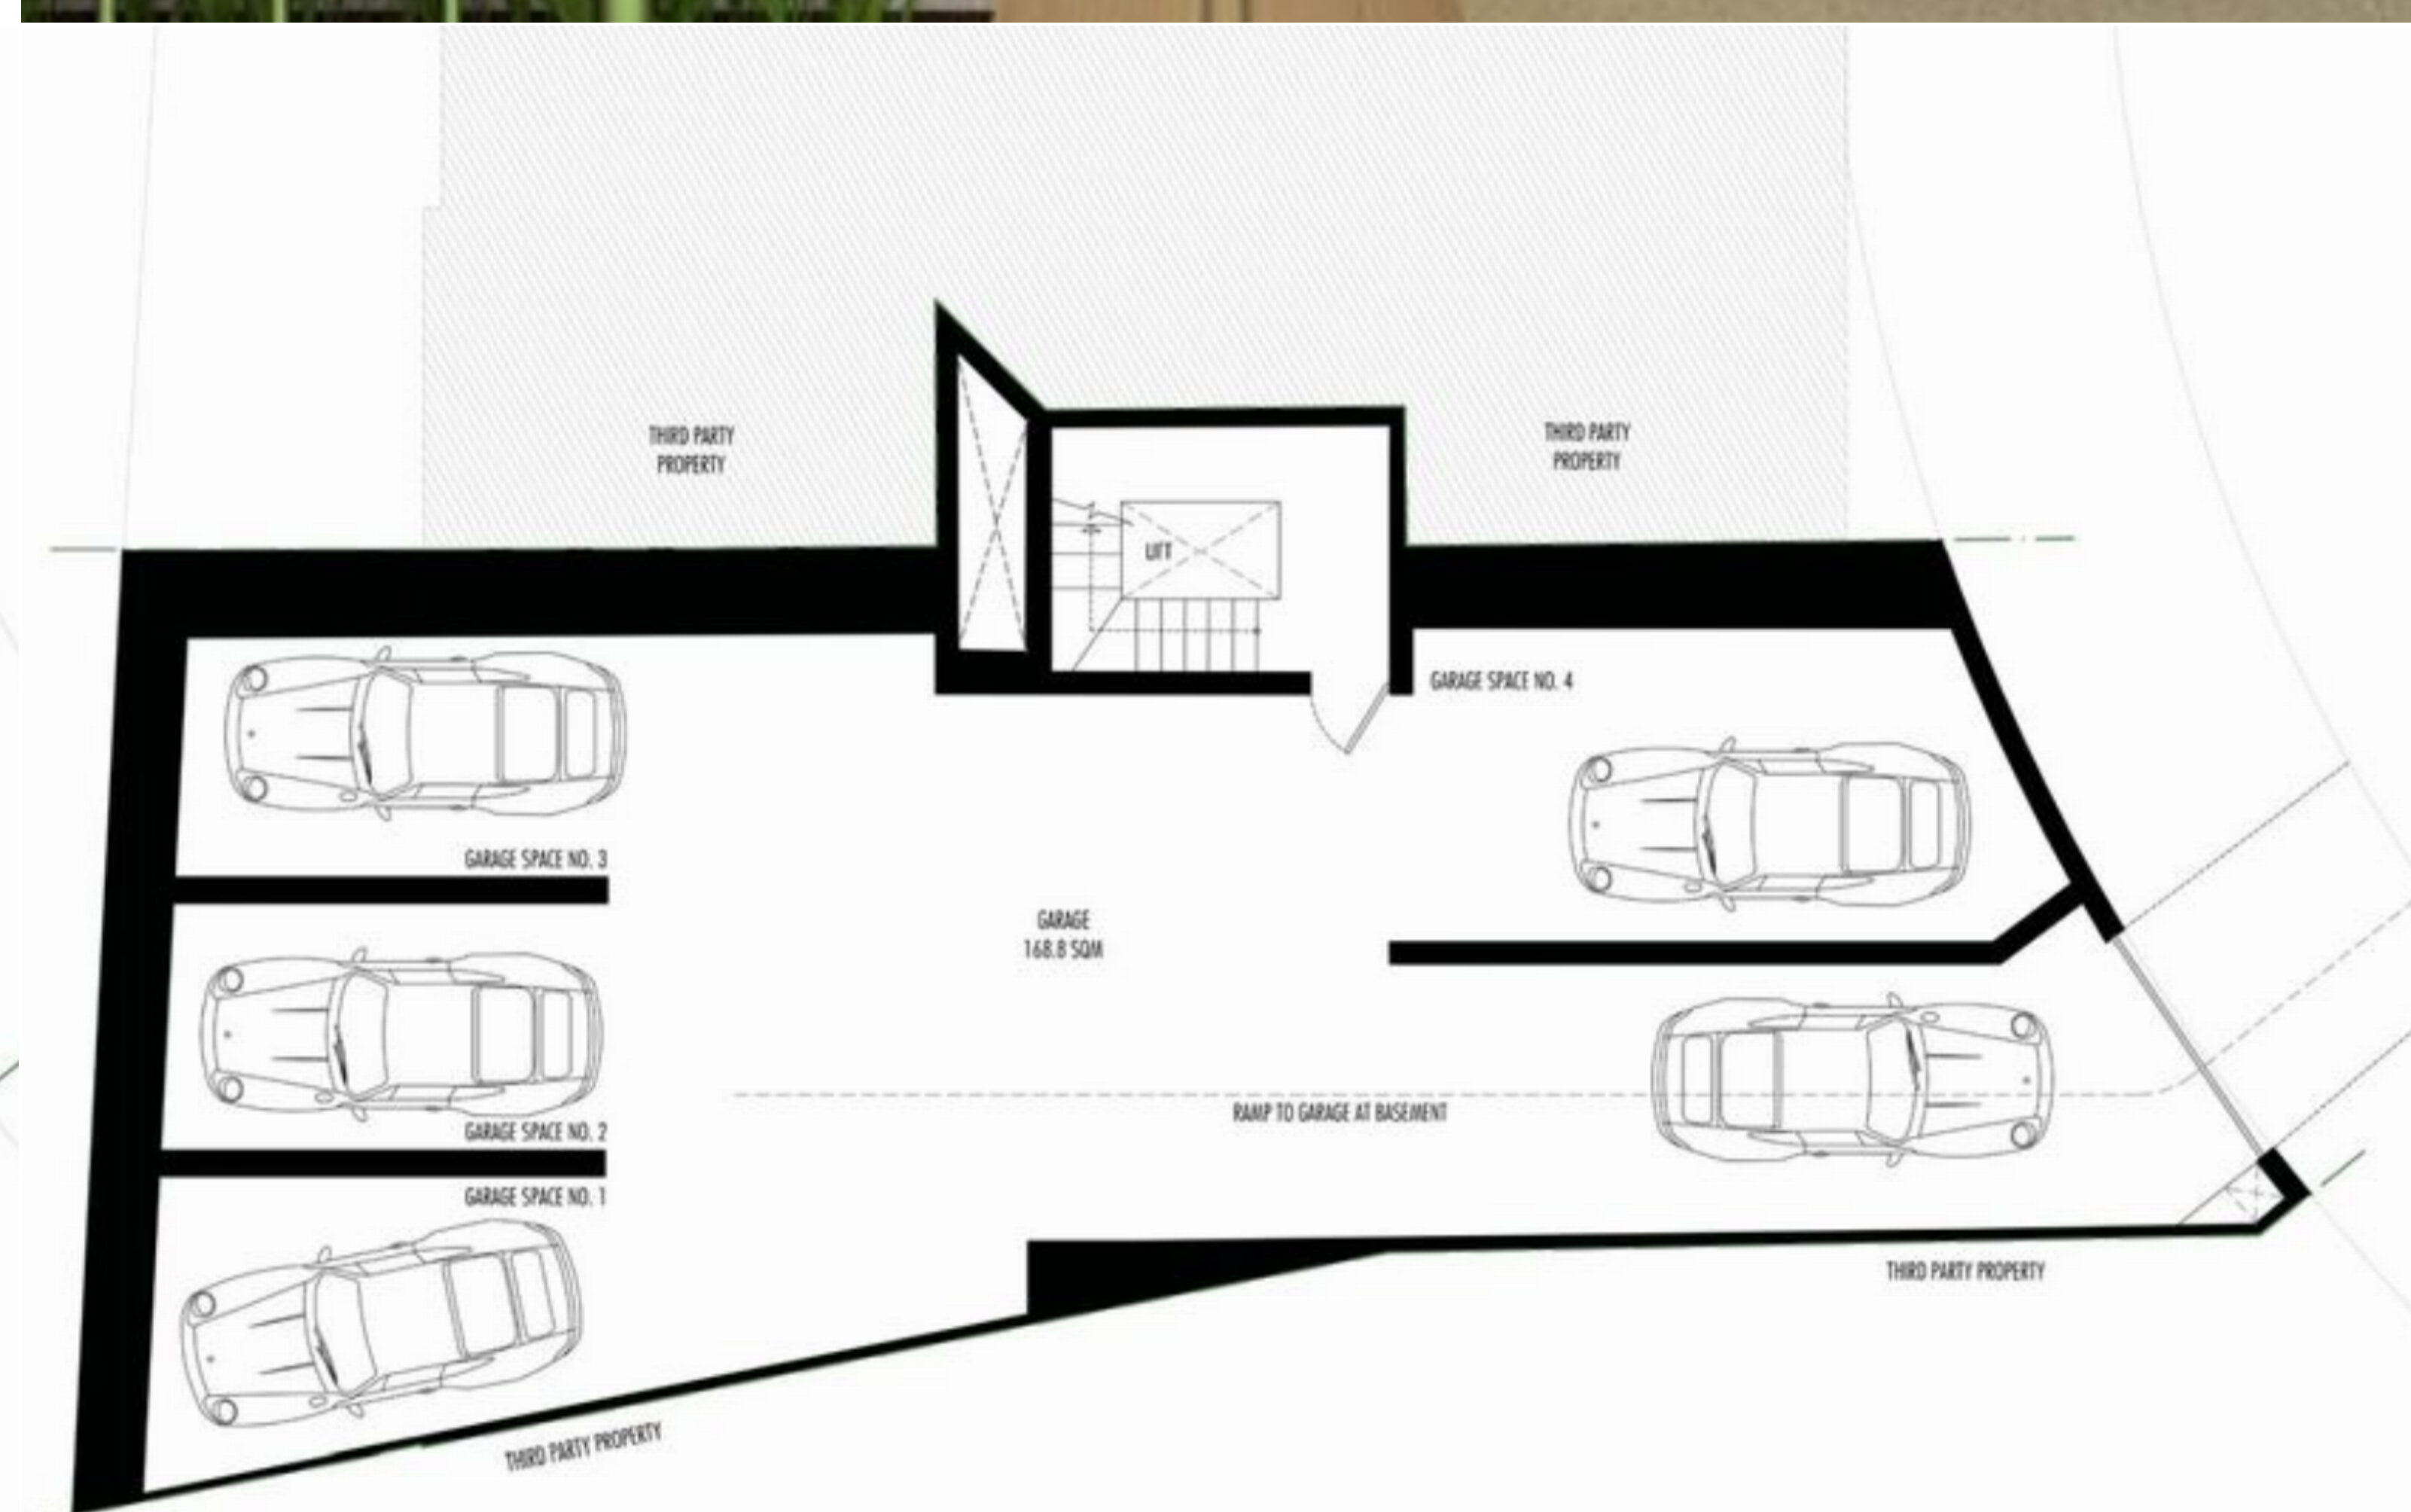 THIRD PARTY
PROPERTY
THIRD PARTY
PROPERTY
LIFT
GARAGE SPACE NO. 4
GARAGE SPACE NO. 3
GARAGE
168.8 SQM
RAMP TO GARAGE AT BASEMENT
GARAGE SPACE NO. 2
GARAGE SPACE NO. 1
THIRD PARTY PROPERTY
THIRD PARTY PROPERTY